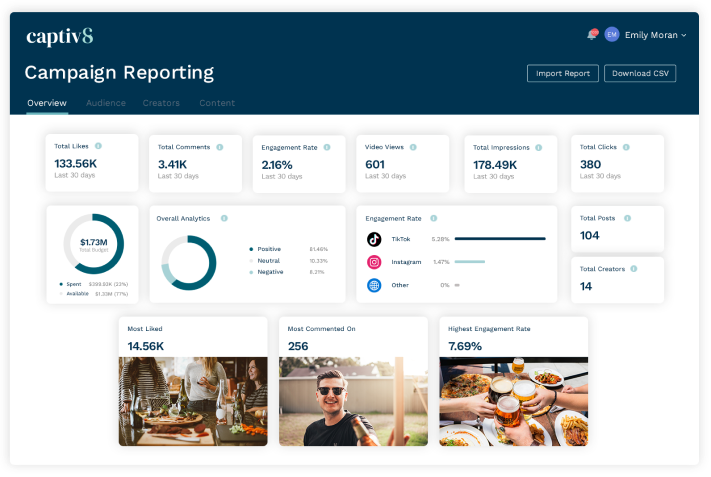 captiv8
EM
Emily Moran
Campaign Reporting
Import Report
Download CSV
Overview
Audience
Creators
Content
Total Likes
133.56K
Last 30 days
Total Comments
3.41K
Last 30 days
Engagement Rate
2.16%
Last 30 days
Video Views
601
Last 30 days
Total Impressions
178.49K
Last 30 days
Total Clicks
380
Last 30 days
$1.73M
Total Budget
Spent
Available $1.33M (77%)
Overall Analytics
Positive
Neutral 10.33%
Negative 8.21%
Engagement Rate
TikTok 5.28%
Instagram 1.47%
Other 0%
Total Posts
104
Total Creators
14
Most Liked
14.56K
Most Commented On
256
Highest Engagement Rate
7.69%